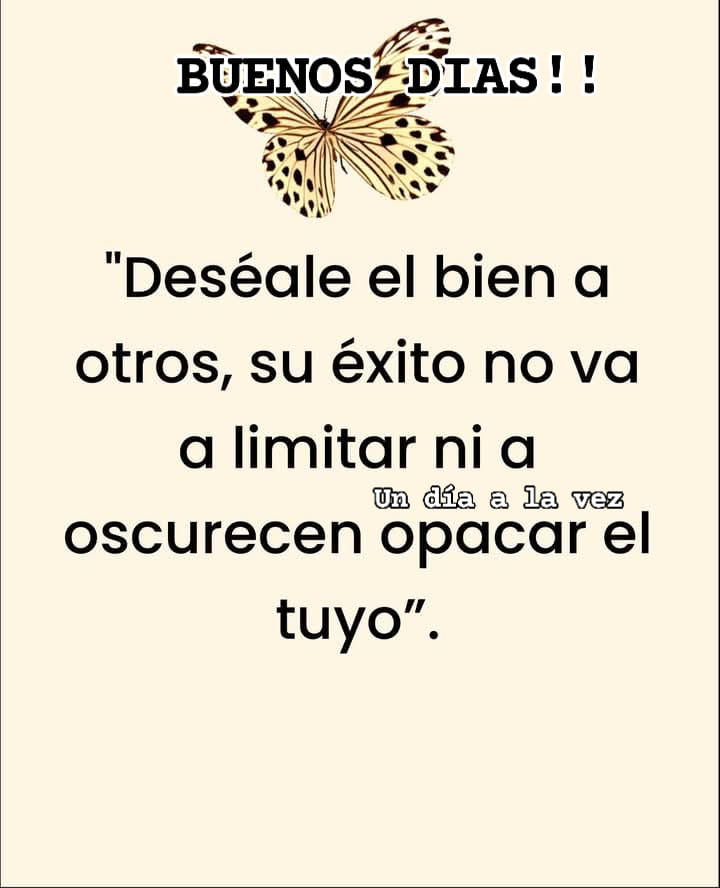 BUENOS DIAS!!
"Deséale el bien a
otros, su éxito no va
a limitar ni a
Un día a la vez
oscurecen opacar el
tuyo”.